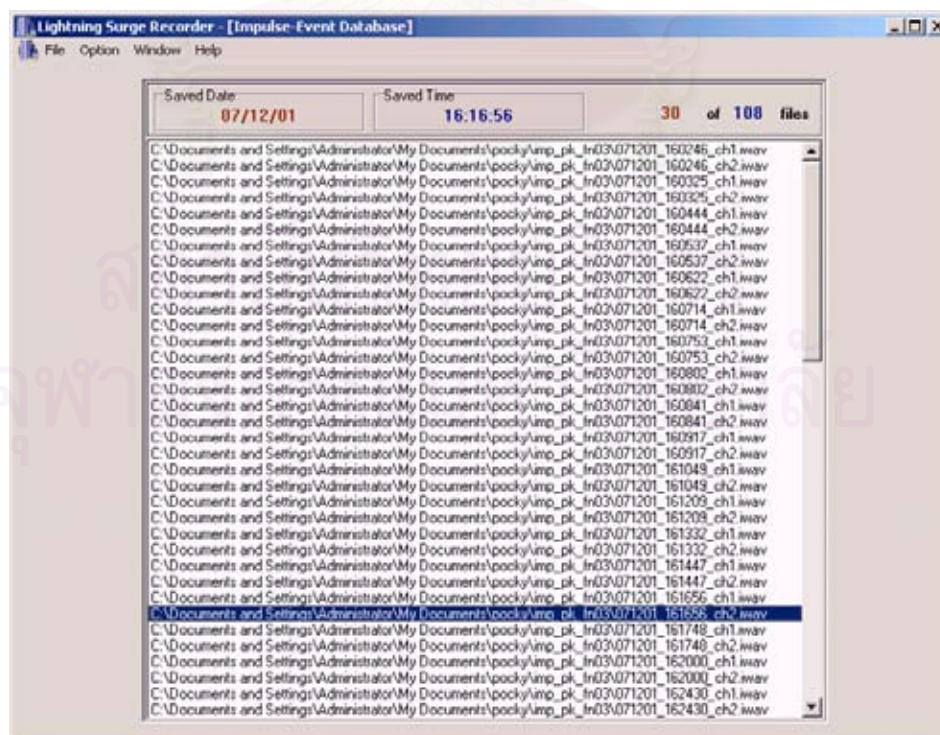 Lightning Surge Recorder - [Impulse-Event Database]
File Option Window Help
Saved Date
Saved Time
07/12/01
16:16:56
30 of 108 files
C:\Documents and Settings\Administrator\My Documents\pocky\imp_pk_fn03\071201_160246_ch1.iwav
C:\Documents and Settings\Administrator\My Documents\pocky\imp_pk_fn03\071201_160246_ch2.iwav
C:\Documents and Settings\Administrator\My Documents\pocky\imp_pk_fn03\071201_160325_ch1.iwav
C:\Documents and Settings\Administrator\My Documents\pocky\imp_pk_fn03\071201_160325_ch2.iwav
C:\Documents and Settings\Administrator\My Documents\pocky\imp_pk_fn03\071201_160444_ch1.iwav
C:\Documents and Settings\Administrator\My Documents\pocky\imp_pk_fn03\071201_160444_ch2.iwav
C:\Documents and Settings\Administrator\My Documents\pocky\imp_pk_fn03\071201_160537_ch1.iwav
C:\Documents and Settings\Administrator\My Documents\pocky\imp_pk_fn03\071201_160537_ch2.iwav
C:\Documents and Settings\Administrator\My Documents\pocky\imp_pk_fn03\071201_160622_ch1.iwav
C:\Documents and Settings\Administrator\My Documents\pocky\imp_pk_fn03\071201_160622_ch2.iwav
C:\Documents and Settings\Administrator\My Documents\pocky\imp_pk_fn03\071201_160714_ch1.iwav
C:\Documents and Settings\Administrator\My Documents\pocky\imp_pk_fn03\071201_160714_ch2.iwav
C:\Documents and Settings\Administrator\My Documents\pocky\imp_pk_fn03\071201_160753_ch1.iwav
C:\Documents and Settings\Administrator\My Documents\pocky\imp_pk_fn03\071201_160753_ch2.iwav
C:\Documents and Settings\Administrator\My Documents\pocky\imp_pk_fn03\071201_160802_ch1.iwav
C:\Documents and Settings\Administrator\My Documents\pocky\imp_pk_fn03\071201_160802_ch2.iwav
C:\Documents and Settings\Administrator\My Documents\pocky\imp_pk_fn03\071201_160841_ch1.iwav
C:\Documents and Settings\Administrator\My Documents\pocky\imp_pk_fn03\071201_160841_ch2.iwav
C:\Documents and Settings\Administrator\My Documents\pocky\imp_pk_fn03\071201_160917_ch1.iwav
C:\Documents and Settings\Administrator\My Documents\pocky\imp_pk_fn03\071201_160917_ch2.iwav
C:\Documents and Settings\Administrator\My Documents\pocky\imp_pk_fn03\071201_161049_ch1.iwav
C:\Documents and Settings\Administrator\My Documents\pocky\imp_pk_fn03\071201_161049_ch2.iwav
C:\Documents and Settings\Administrator\My Documents\pocky\imp_pk_fn03\071201_161209_ch1.iwav
C:\Documents and Settings\Administrator\My Documents\pocky\imp_pk_fn03\071201_161209_ch2.iwav
C:\Documents and Settings\Administrator\My Documents\pocky\imp_pk_fn03\071201_161332_ch1.iwav
C:\Documents and Settings\Administrator\My Documents\pocky\imp_pk_fn03\071201_161332_ch2.iwav
C:\Documents and Settings\Administrator\My Documents\pocky\imp_pk_fn03\071201_161447_ch1.iwav
C:\Documents and Settings\Administrator\My Documents\pocky\imp_pk_fn03\071201_161447_ch2.iwav
C:\Documents and Settings\Administrator\My Documents\pocky\imp_pk_fn03\071201_161656_ch1.iwav
C:\Documents and Settings\Administrator\My Documents\pocky\imp_pk_fn03\071201_161656_ch2.iwav
C:\Documents and Settings\Administrator\My Documents\pocky\imp_pk_fn03\071201_161748_ch1.iwav
C:\Documents and Settings\Administrator\My Documents\pocky\imp_pk_fn03\071201_161748_ch2.iwav
C:\Documents and Settings\Administrator\My Documents\pocky\imp_pk_fn03\071201_162000_ch1.iwav
C:\Documents and Settings\Administrator\My Documents\pocky\imp_pk_fn03\071201_162000_ch2.iwav
C:\Documents and Settings\Administrator\My Documents\pocky\imp_pk_fn03\071201_162430_ch1.iwav
C:\Documents and Settings\Administrator\My Documents\pocky\imp_pk_fn03\071201_162430_ch2.iwav